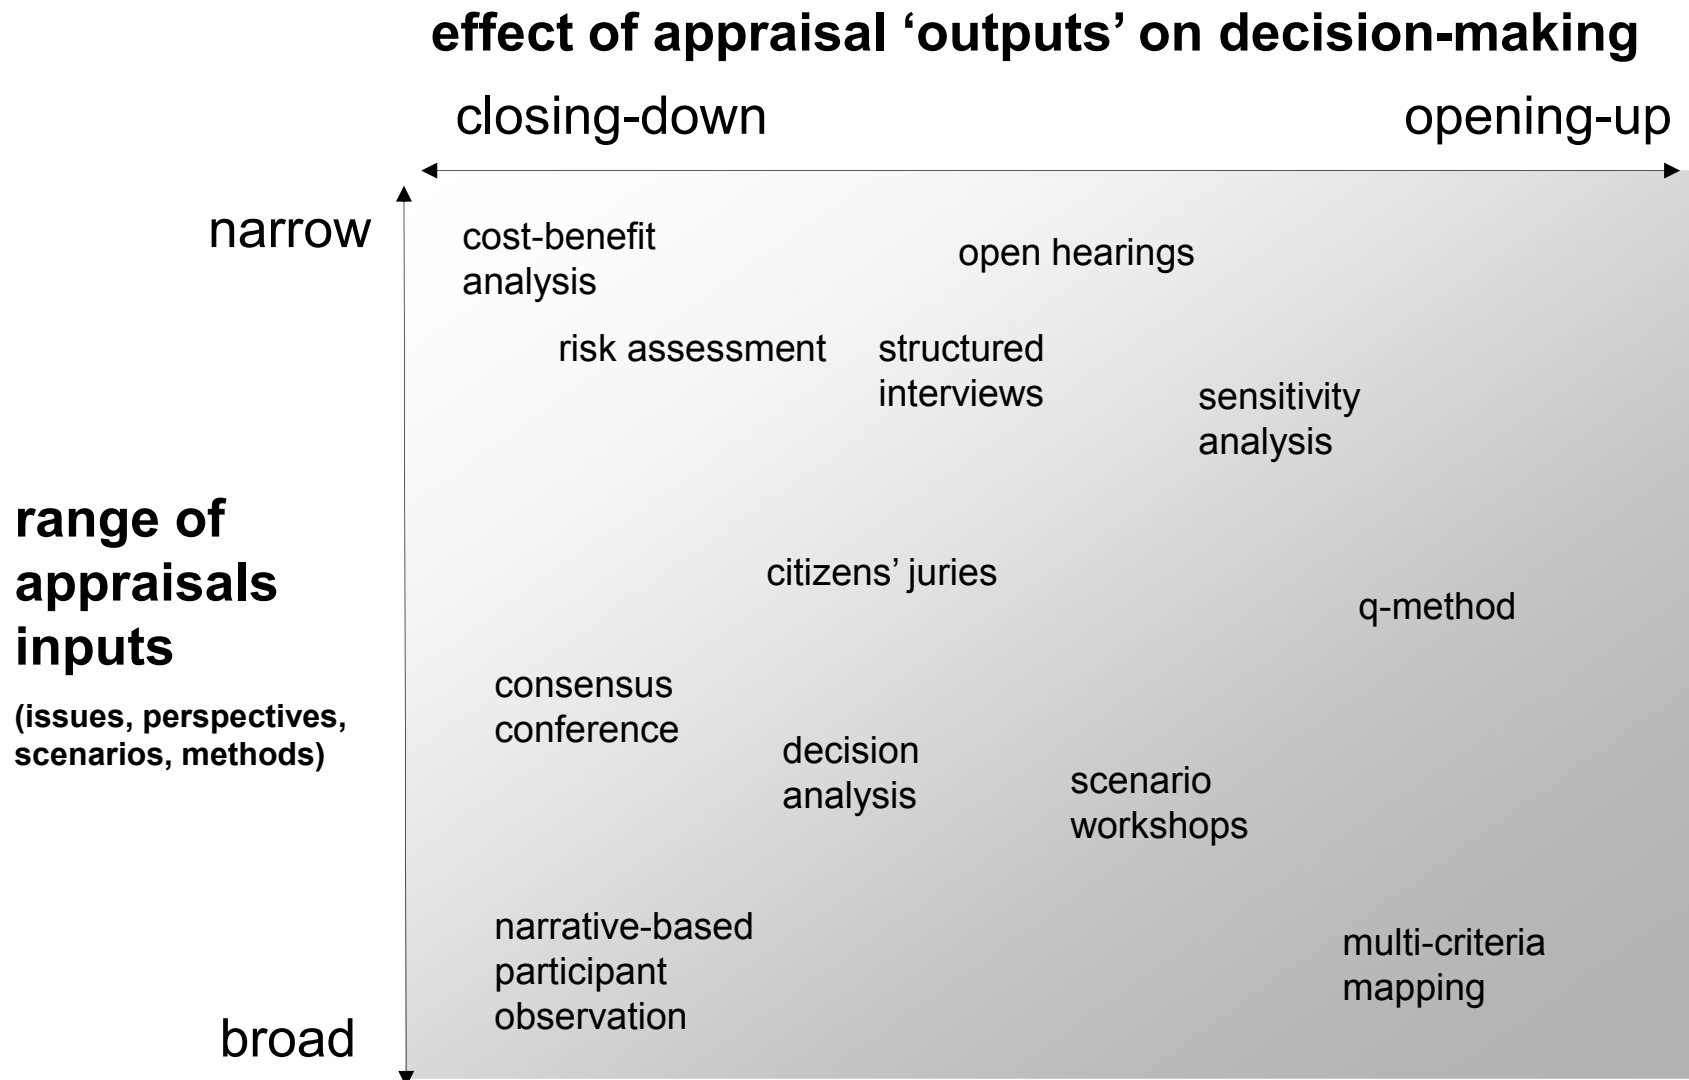 effect of appraisal ‘outputs’ on decision-making
closing-down
opening-up
narrow
cost-benefit
analysis
open hearings
risk assessment
structured
interviews
sensitivity
analysis
range of
appraisals
inputs
(issues, perspectives,
scenarios, methods)
citizens’ juries
q-method
consensus
conference
decision
analysis
scenario
workshops
narrative-based
participant
observation
multi-criteria
mapping
broad